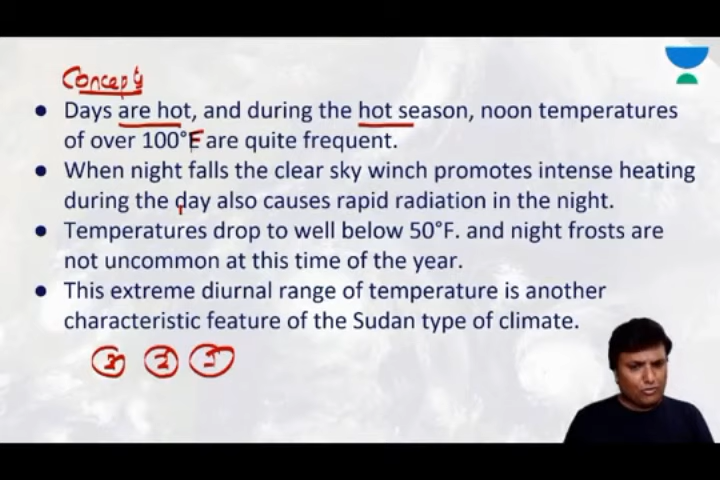 Concept
● Days are hot, and during the hot season, noon temperatures
of over 100°F are quite frequent.
● When night falls the clear sky winch promotes intense heating
during the day also causes rapid radiation in the night.
● Temperatures drop to well below 50°F. and night frosts are
not uncommon at this time of the year.
● This extreme diurnal range of temperature is another
characteristic feature of the Sudan type of climate.